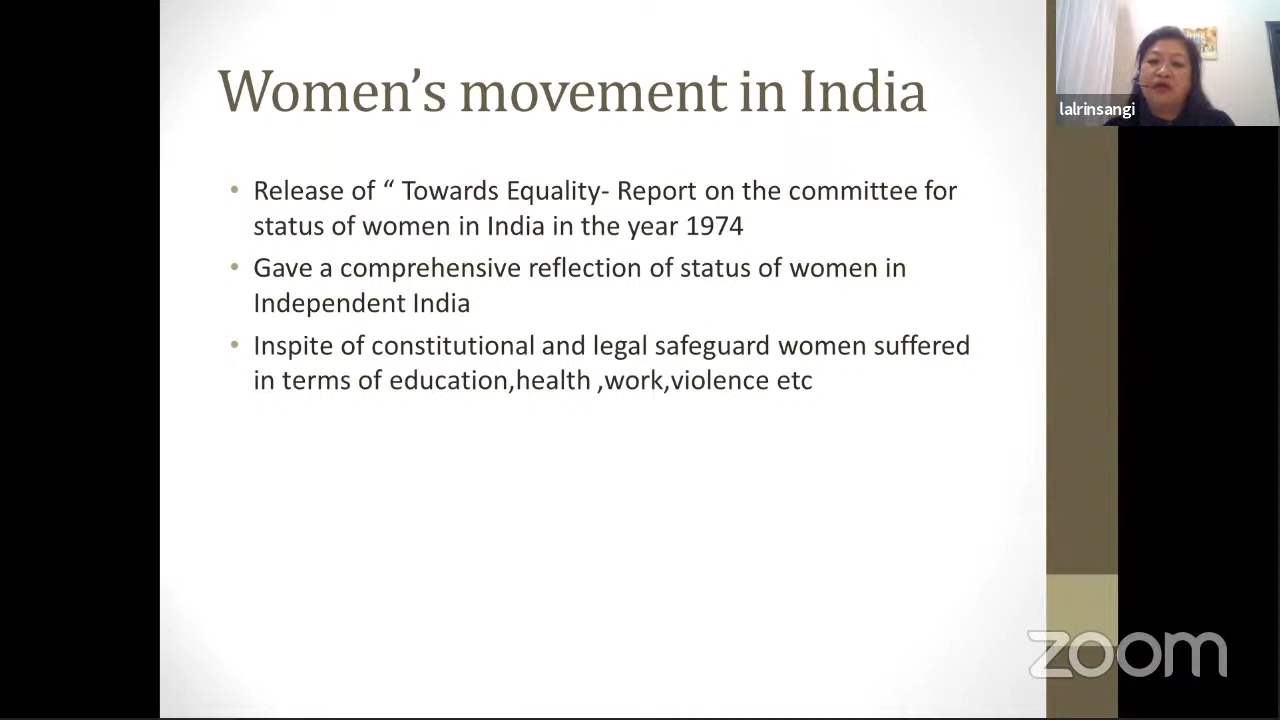 Women's movement in India
lalrinsangi
• Release of “ Towards Equality- Report on the committee for
status of women in India in the year 1974
• Gave a comprehensive reflection of status of women in
Independent India
• Inspite of constitutional and legal safeguard women suffered
in terms of education,health ,work,violence etc
zoom